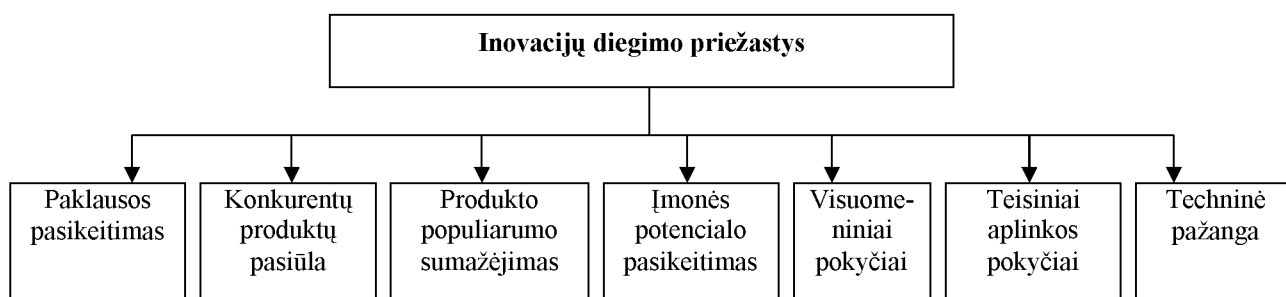 Inovacijų diegimo priežastys
Paklausos
pasikeitimas
Konkurentų
produktų
pasiūla
Produkto
populiarumo
sumažėjimas
Įmonės
potencialo
pasikeitimas
Visuome-
niniai
pokyčiai
Teisiniai
aplinkos
pokyčiai
Techninė
pažanga